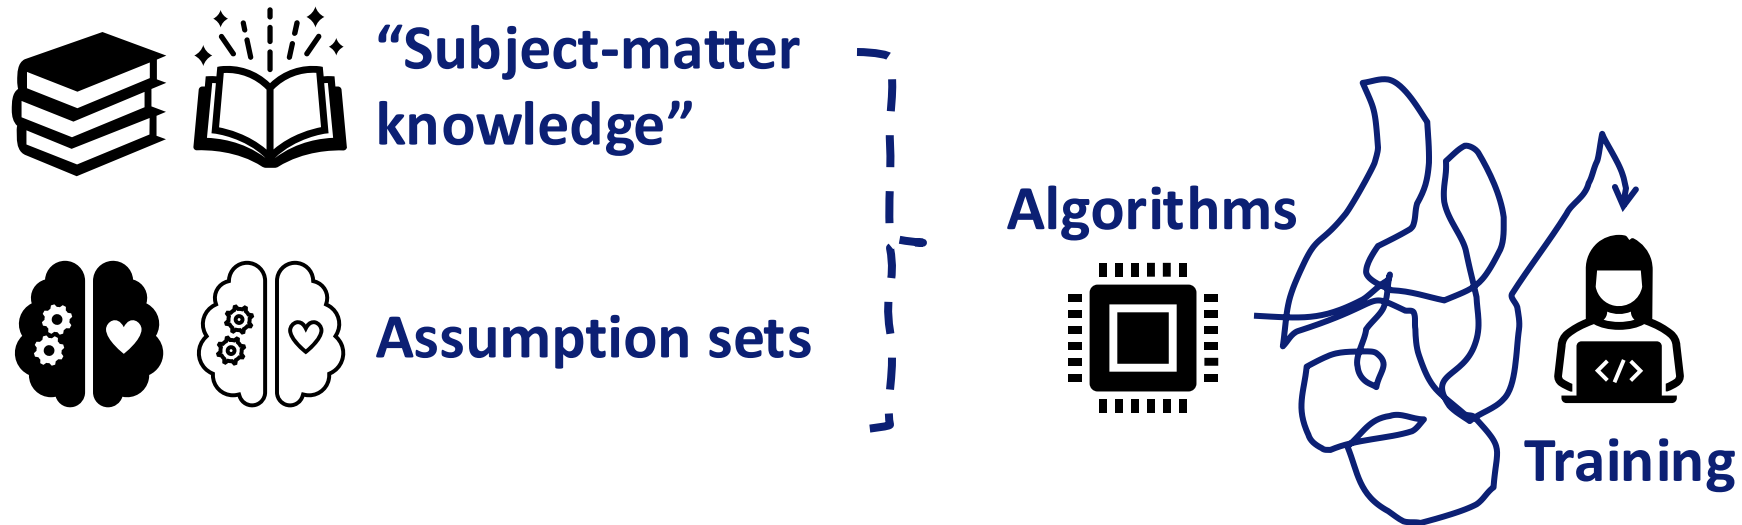 “Subject-matter
knowledge”
Algorithms
Assumption sets
</>
Training